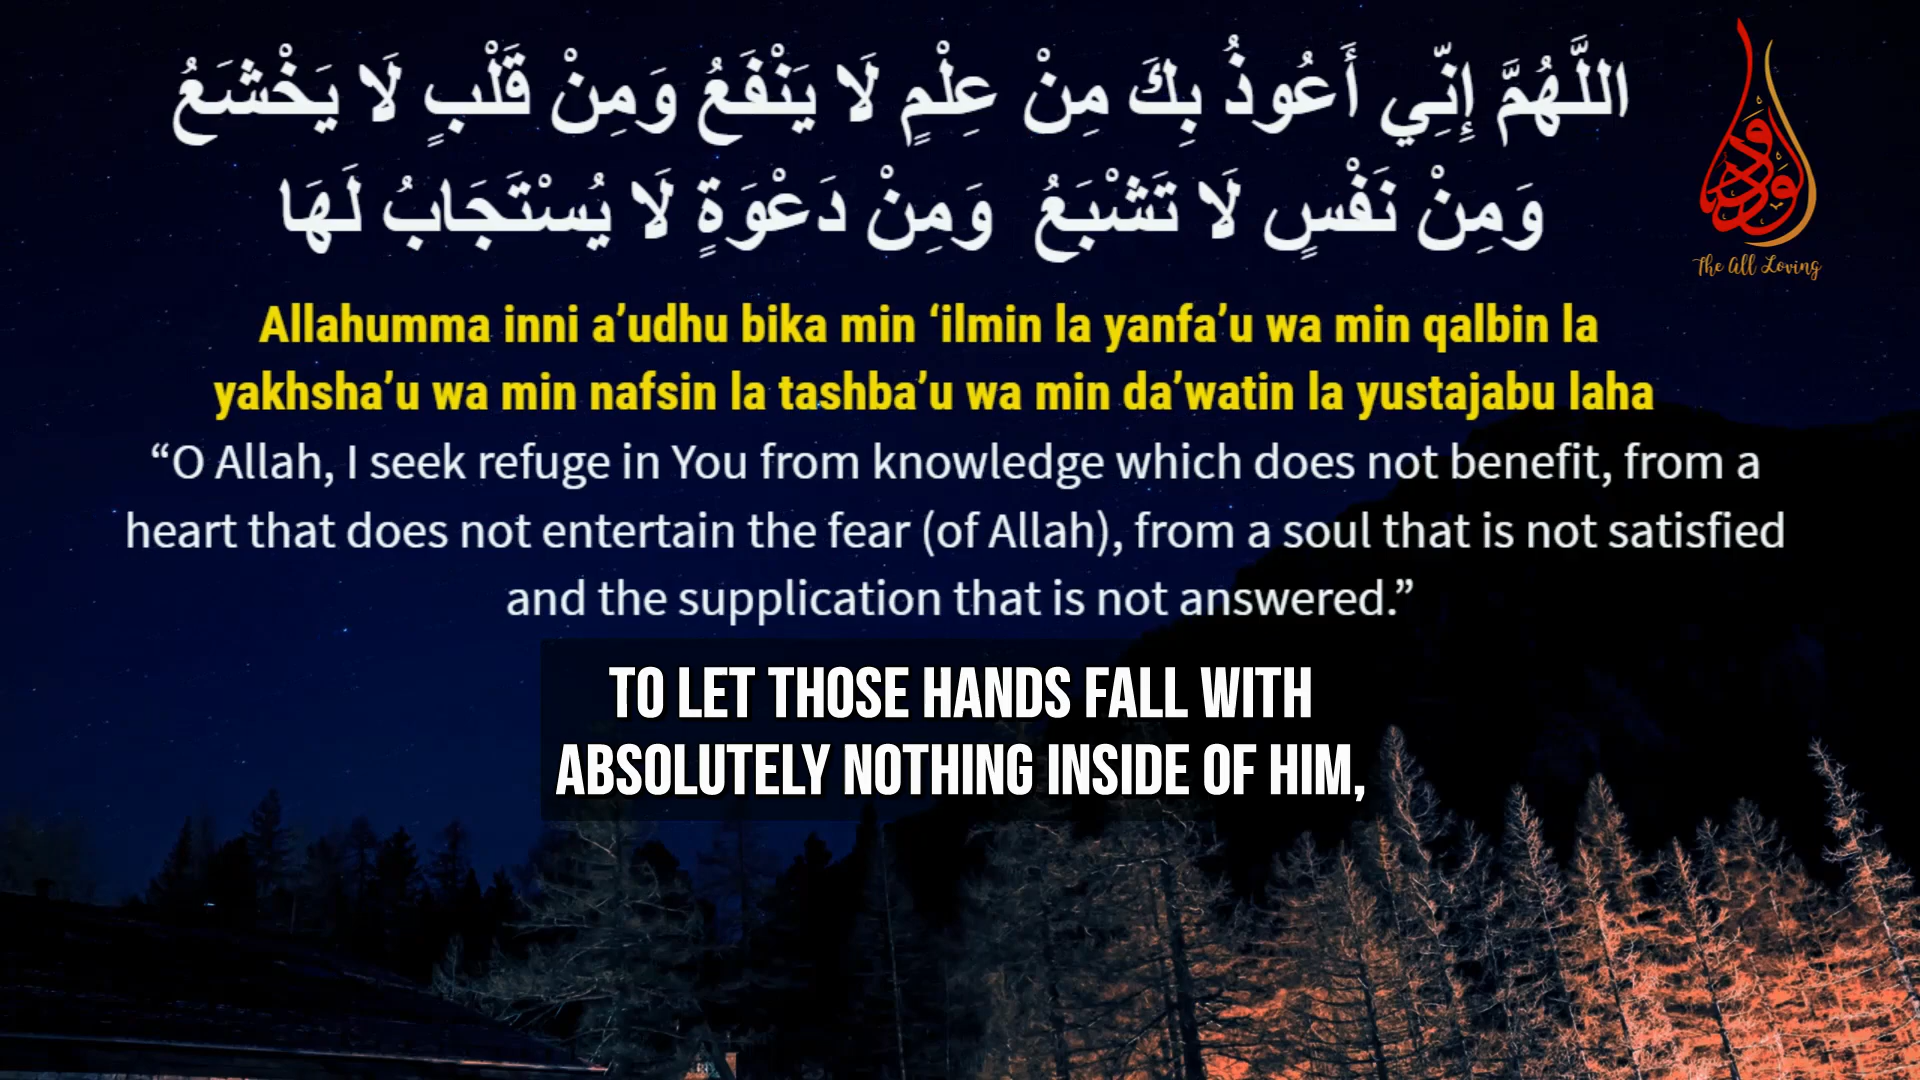 اللَّهُمَّ إِنِّي أَعُوذُ بِكَ مِنْ عِلْمٍ لَا يَنْفَعُ وَمِنْ قَلْبٍ لَا يَخْشَعُ
وَمِنْ نَفْسٍ لَا تَشْبَعُ وَمِنْ دَعْوَةٍ لَا يُسْتَجَابُ لَهَا
الودود
The All Loving
Allahumma inni a’udhu bika min ‘ilmin la yanfa’u wa min qalbin la
yakhsha’u wa min nafsin la tashba’u wa min da’watin la yustajabu laha
“O Allah, I seek refuge in You from knowledge which does not benefit, from a
heart that does not entertain the fear (of Allah), from a soul that is not satisfied
and the supplication that is not answered.”
TO LET THOSE HANDS FALL WITH
ABSOLUTELY NOTHING INSIDE OF HIM,